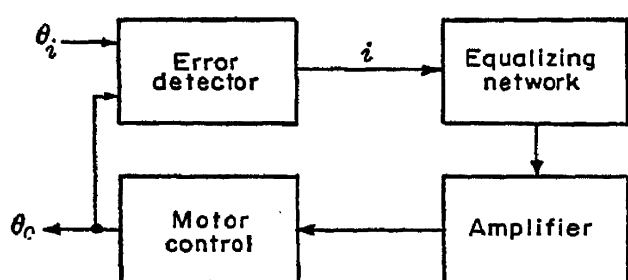 θi
Error
detector
i
Equalizing
network
θo
Motor
control
Amplifier